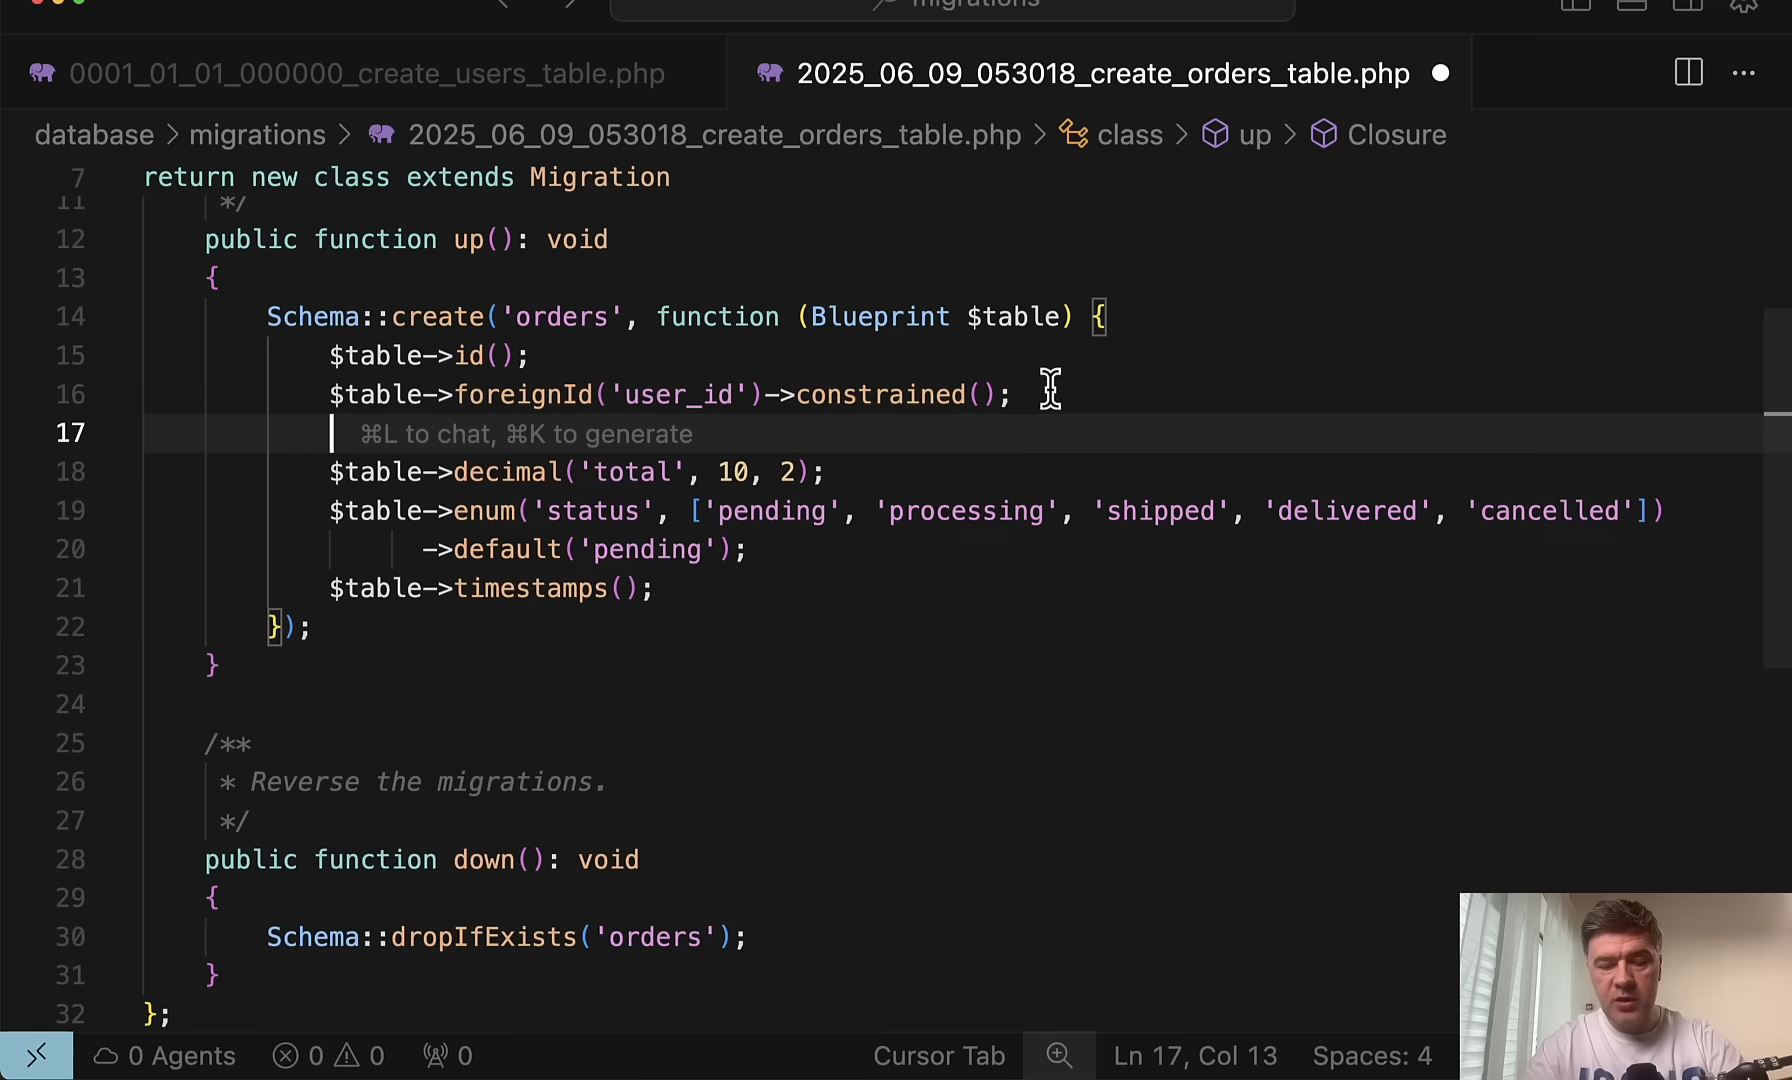 migrations
0001_01_01_000000_create_users_table.php
2025_06_09_053018_create_orders_table.php
database > migrations > 2025_06_09_053018_create_orders_table.php > class > up > Closure
7 return new class extends Migration
11 */
12 public function up(): void
13 {
14 Schema::create('orders', function (Blueprint $table) {
15 $table->id();
16 $table->foreignId('user_id')->constrained();
17 ⌘L to chat, ⌘K to generate
18 $table->decimal('total', 10, 2);
19 $table->enum('status', ['pending', 'processing', 'shipped', 'delivered', 'cancelled'])
20 ->default('pending');
21 $table->timestamps();
22 });
23 }
24
25 /**
26 * Reverse the migrations.
27 */
28 public function down(): void
29 {
30 Schema::dropIfExists('orders');
31 }
32 };
0 Agents 0 0 0 Cursor Tab Ln 17, Col 13 Spaces: 4